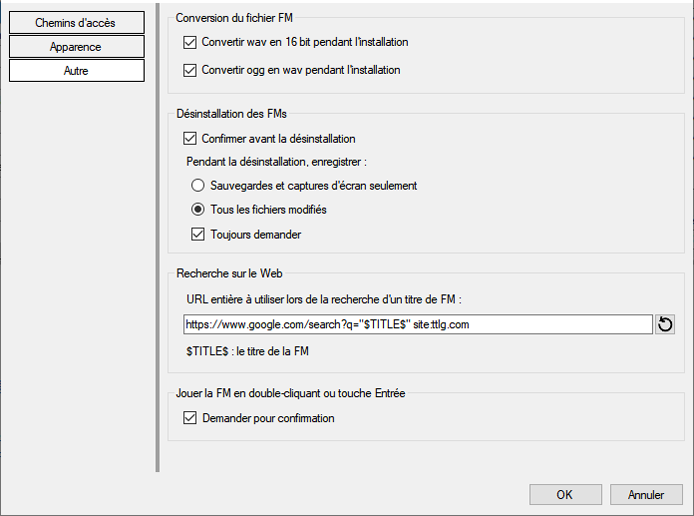 Chemins d'accès
Apparence
Autre
Conversion du fichier FM
Convertir wav en 16 bit pendant l'installation
Convertir ogg en wav pendant l'installation
Désinstallation des FMs
Confirmer avant la désinstallation
Pendant la désinstallation, enregistrer :
Sauvegardes et captures d'écran seulement
Tous les fichiers modifiés
Toujours demander
Recherche sur le Web
URL entière à utiliser lors de la recherche d'un titre de FM :
https://www.google.com/search?q="$TITLE$" site:ttlg.com
$TITLE$ : le titre de la FM
Jouer la FM en double-cliquant ou touche Entrée
Demander pour confirmation
OK
Annuler